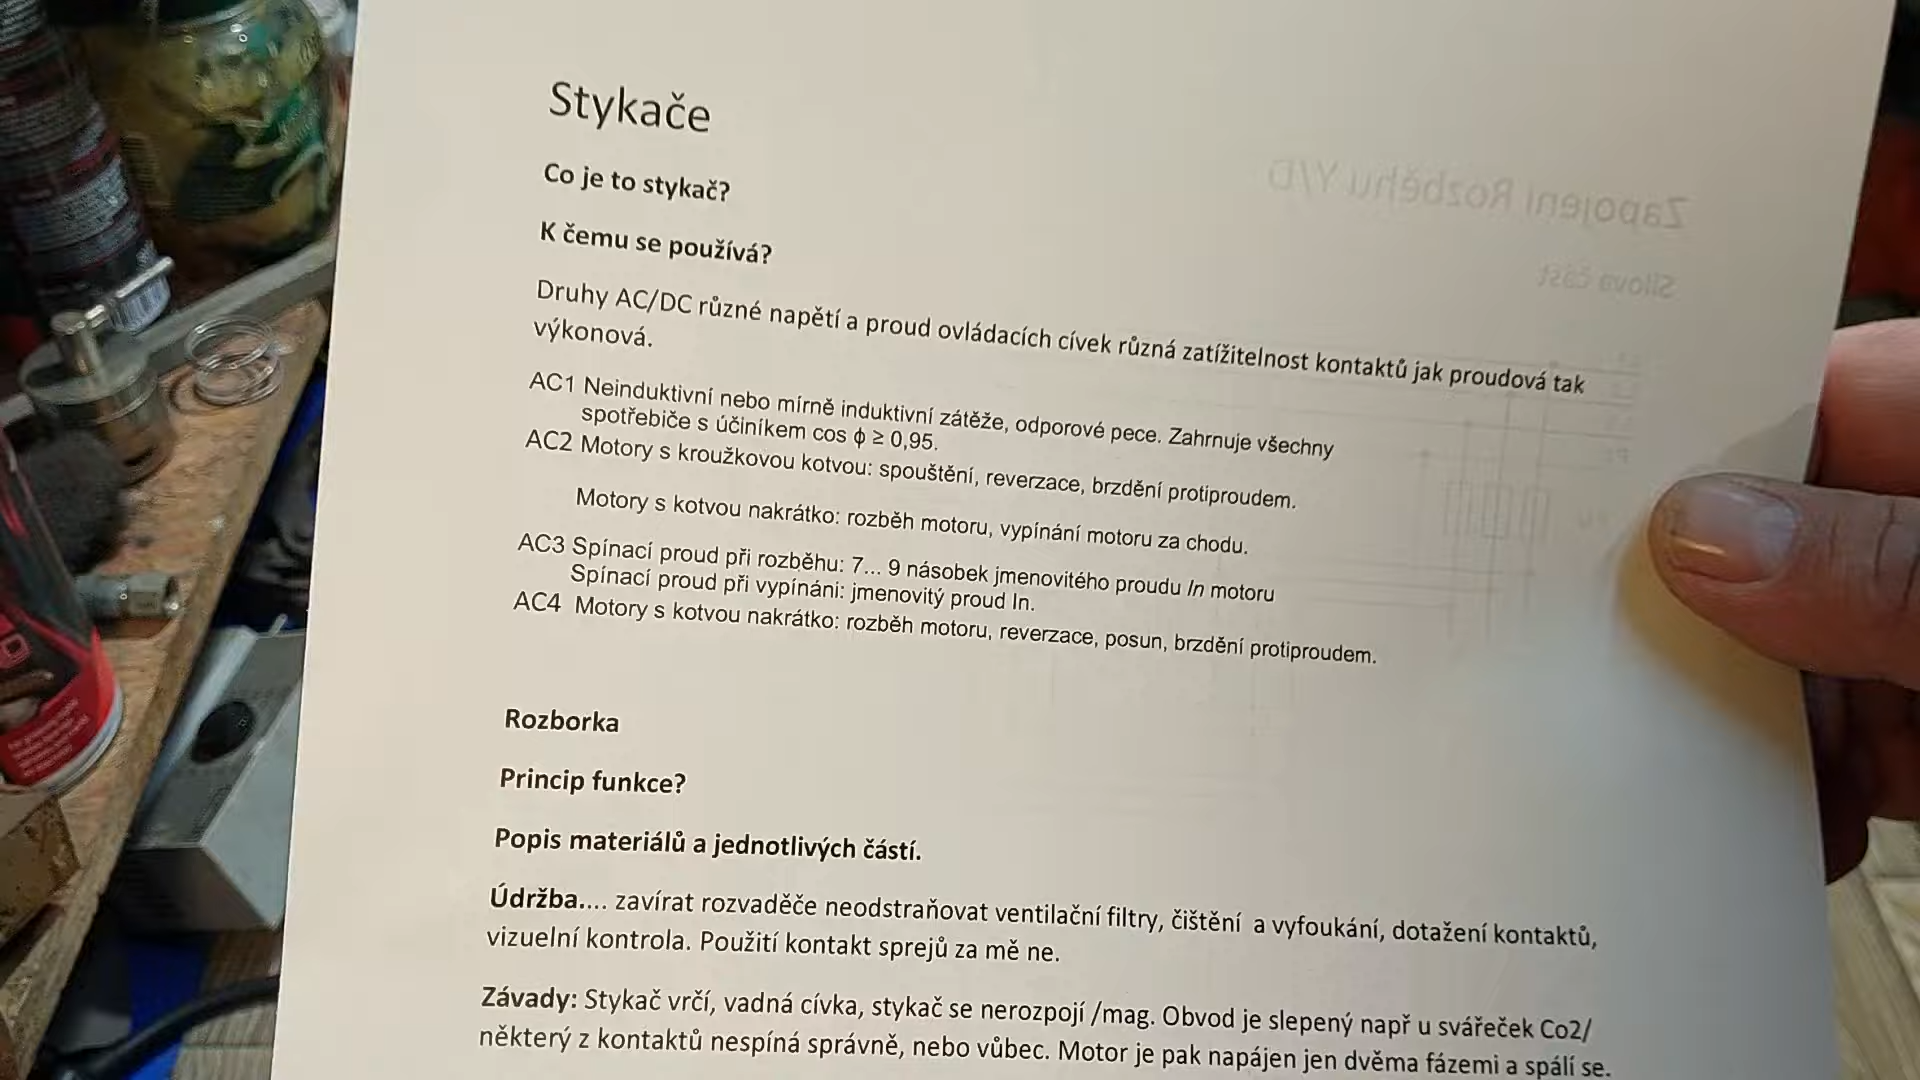 Stykače
Co je to stykač?
K čemu se používá?
Druhy AC/DC různé napětí a proud ovládacích cívek různá zatížitelnost kontaktů jak proudová tak
výkonová.
AC1 Neinduktivní nebo mírně induktivní zátěže, odporové pece. Zahrnuje všechny
spotřebiče s účiníkem cos ϕ ≥ 0,95.
AC2 Motory s kroužkovou kotvou: spouštění, reverzace, brzdění protiproudem.
Motory s kotvou nakrátko: rozběh motoru, vypínání motoru za chodu.
AC3 Spínací proud při rozběhu: 7... 9 násobek jmenovitého proudu In motoru
Spínací proud při vypínáni: jmenovitý proud In.
AC4 Motory s kotvou nakrátko: rozběh motoru, reverzace, posun, brzdění protiproudem.
Rozborka
Princip funkce?
Popis materiálů a jednotlivých částí.
Údržba.... zavírat rozvaděče neodstraňovat ventilační filtry, čištění a vyfoukání, dotažení kontaktů,
vizuelní kontrola. Použití kontakt sprejů za mě ne.
Závady: Stykač vrčí, vadná cívka, stykač se nerozpojí /mag. Obvod je slepený např u svářeček Co2/
některý z kontaktů nespíná správně, nebo vůbec. Motor je pak napájen jen dvěma fázemi a spálí se.
Zapojení Rozběhu Y/D
Silova část